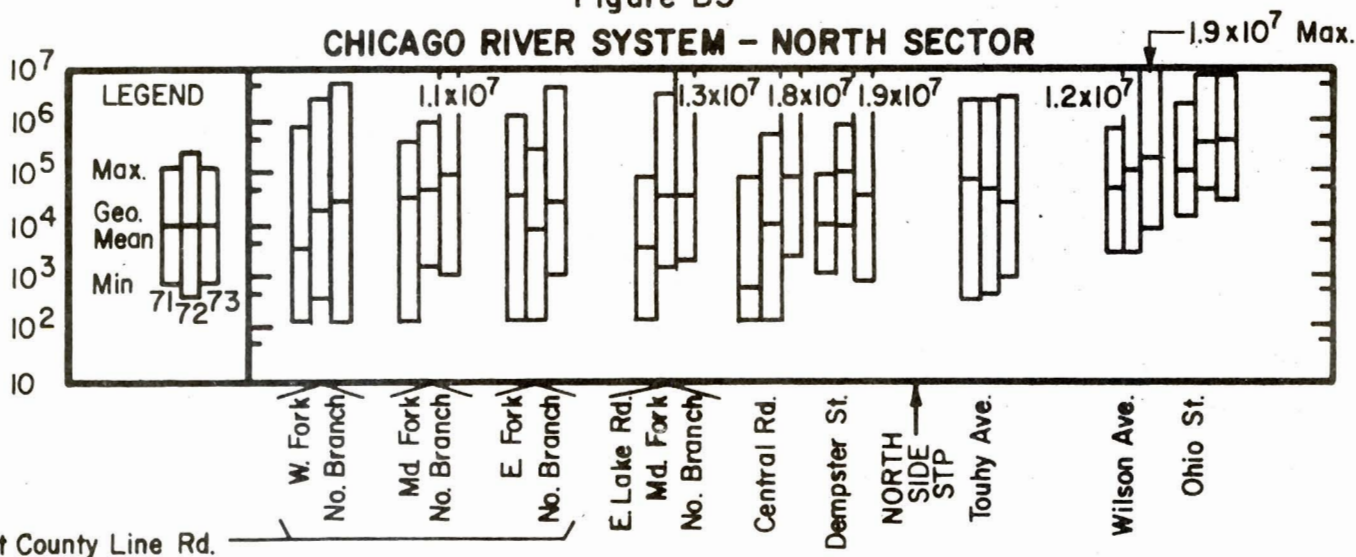 CHICAGO RIVER SYSTEM – NORTH SECTOR
1.9x10⁷ Max.
10⁷
10⁶
10⁵
10⁴
10³
10²
10
LEGEND
Max.
Geo.
Mean
Min
71 72 73
1.1x10⁷
1.3x10⁷
1.8x10⁷
1.9x10⁷
1.2x10⁷
W. Fork
No. Branch
Md. Fork
No. Branch
E. Fork
No. Branch
E. Lake Rd.
Md. Fork
No. Branch
Central Rd.
Dempster St.
NORTH
SIDE
STP
Touhy Ave.
Wilson Ave.
Ohio St.
County Line Rd.